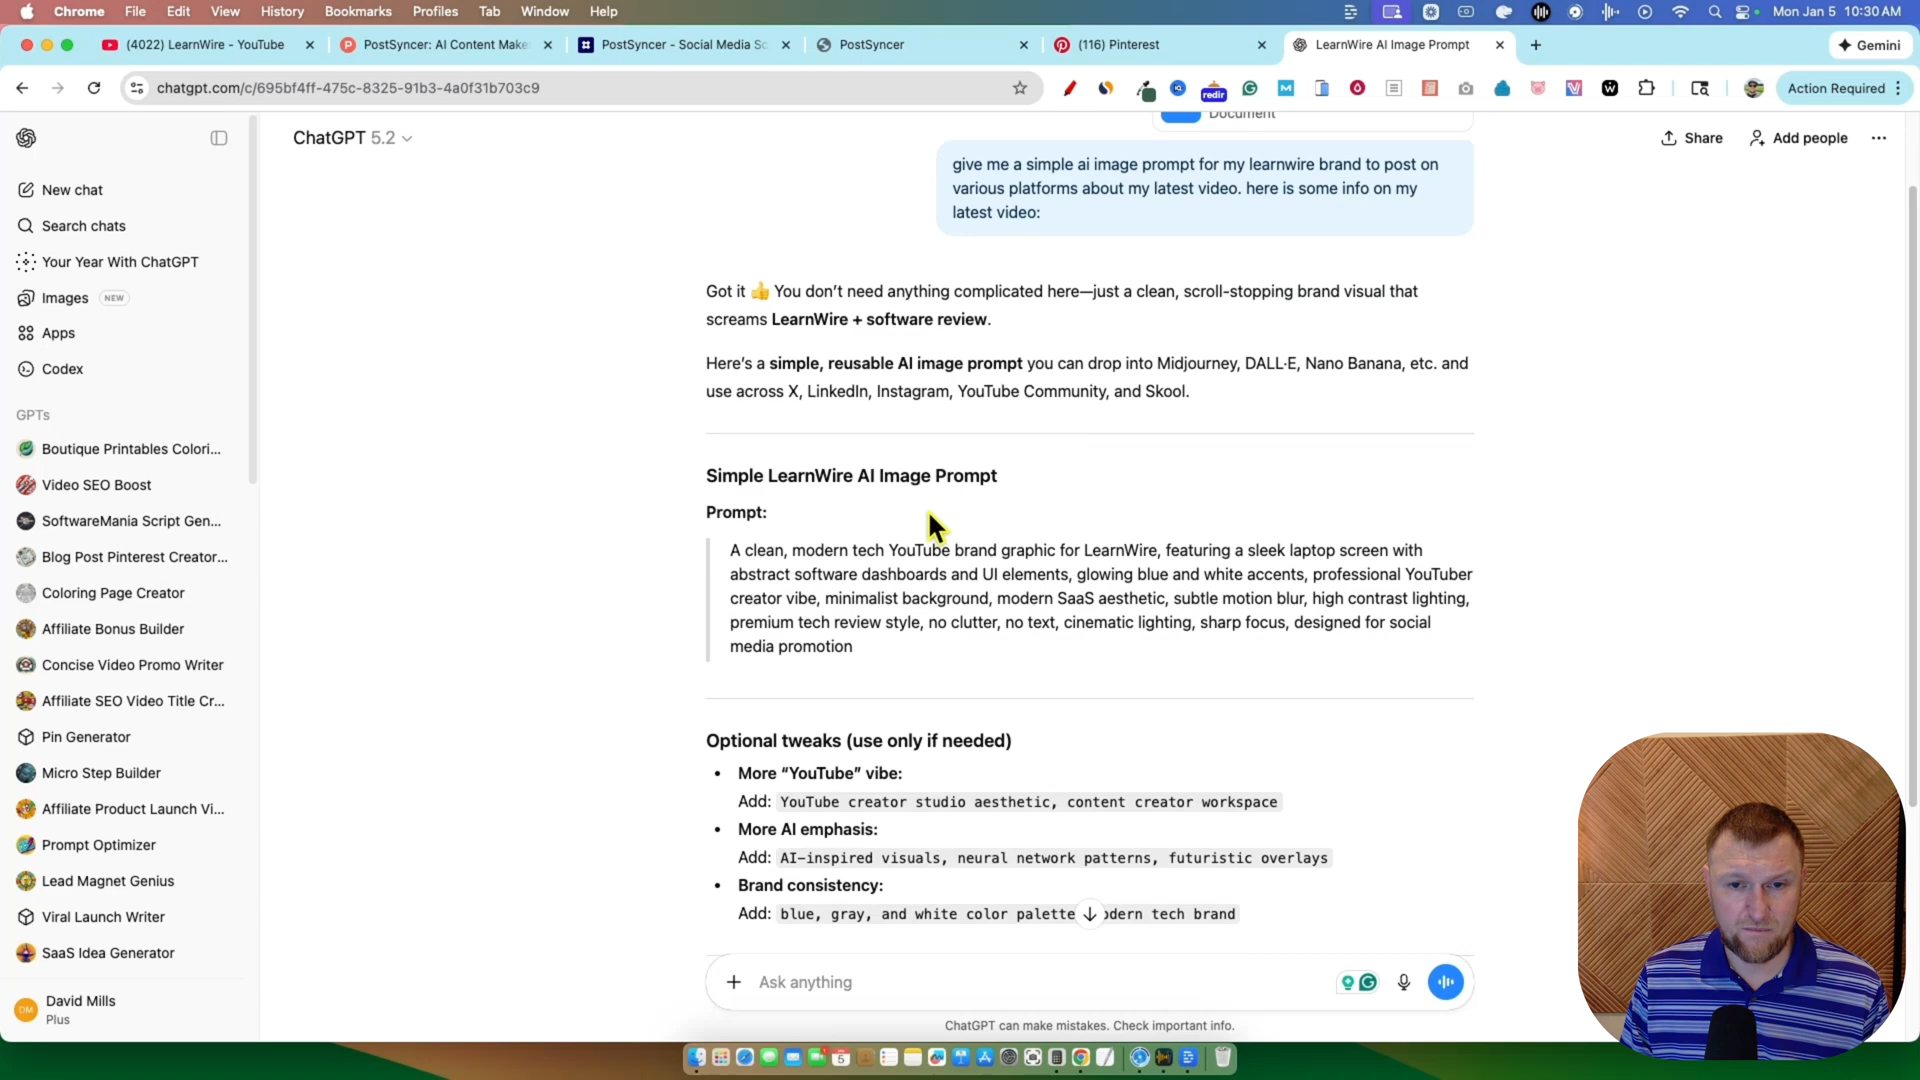 Chrome File Edit View History Bookmarks Profiles Tab Window Help
Mon Jan 5 10:30 AM
(4022) LearnWire - YouTube
PostSyncer: AI Content Make
PostSyncer - Social Media Sc
PostSyncer
(116) Pinterest
LearnWire AI Image Prompt
Gemini
chatgpt.com/c/695bf4ff-475c-8325-91b3-4a0f31b703c9
redir
Action Required
ChatGPT 5.2
Share
Add people
New chat
Search chats
Your Year With ChatGPT
Images NEW
Apps
Codex
GPTs
Boutique Printables Colori...
Video SEO Boost
SoftwareMania Script Gen...
Blog Post Pinterest Creator...
Coloring Page Creator
Affiliate Bonus Builder
Concise Video Promo Writer
Affiliate SEO Video Title Cr...
Pin Generator
Micro Step Builder
Affiliate Product Launch Vi...
Prompt Optimizer
Lead Magnet Genius
Viral Launch Writer
SaaS Idea Generator
DM
David Mills
Plus
Document
give me a simple ai image prompt for my learnwire brand to post on
various platforms about my latest video. here is some info on my
latest video:
Got it 👍 You don't need anything complicated here—just a clean, scroll-stopping brand visual that
screams LearnWire + software review.
Here's a simple, reusable AI image prompt you can drop into Midjourney, DALL·E, Nano Banana, etc. and
use across X, LinkedIn, Instagram, YouTube Community, and Skool.
Simple LearnWire AI Image Prompt
Prompt:
A clean, modern tech YouTube brand graphic for LearnWire, featuring a sleek laptop screen with
abstract software dashboards and UI elements, glowing blue and white accents, professional YouTuber
creator vibe, minimalist background, modern SaaS aesthetic, subtle motion blur, high contrast lighting,
premium tech review style, no clutter, no text, cinematic lighting, sharp focus, designed for social
media promotion
Optional tweaks (use only if needed)
• More “YouTube” vibe:
Add: YouTube creator studio aesthetic, content creator workspace
• More AI emphasis:
Add: AI-inspired visuals, neural network patterns, futuristic overlays
• Brand consistency:
Add: blue, gray, and white color palette odern tech brand
Ask anything
ChatGPT can make mistakes. Check important info.